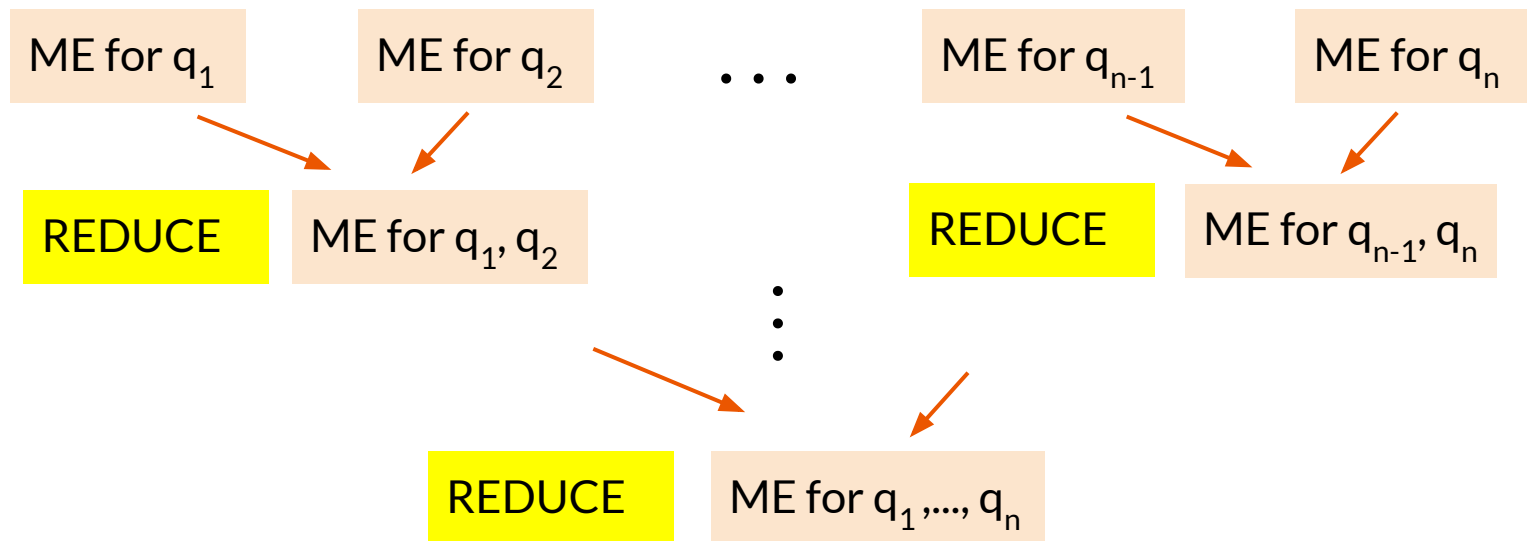 ME for q₁ ME for q₂ . . . ME for qₙ₋₁ ME for qₙ
REDUCE ME for q₁, q₂ REDUCE ME for qₙ₋₁, qₙ
REDUCE ME for q₁ ,..., qₙ